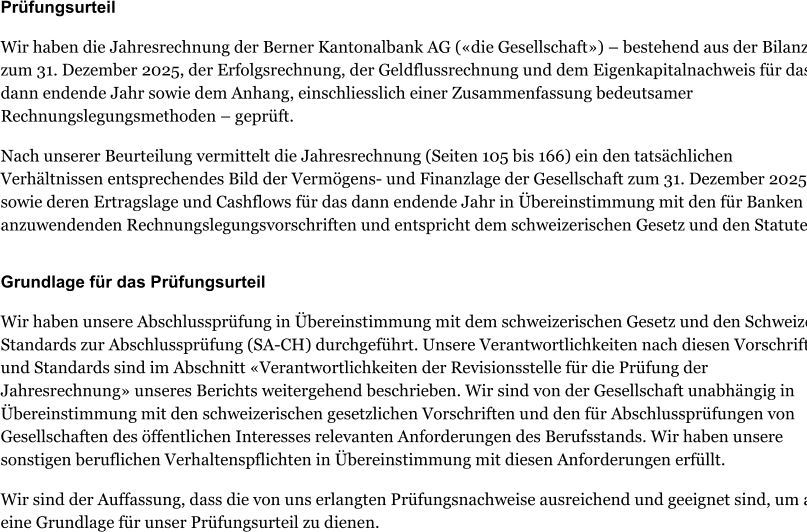 Prüfungsurteil
Wir haben die Jahresrechnung der Berner Kantonalbank AG («die Gesellschaft») – bestehend aus der Bilanz
zum 31. Dezember 2025, der Erfolgsrechnung, der Geldflussrechnung und dem Eigenkapitalnachweis für das
dann endende Jahr sowie dem Anhang, einschliesslich einer Zusammenfassung bedeutsamer
Rechnungslegungsmethoden – geprüft.
Nach unserer Beurteilung vermittelt die Jahresrechnung (Seiten 105 bis 166) ein den tatsächlichen
Verhältnissen entsprechendes Bild der Vermögens- und Finanzlage der Gesellschaft zum 31. Dezember 2025
sowie deren Ertragslage und Cashflows für das dann endende Jahr in Übereinstimmung mit den für Banken
anzuwendenden Rechnungslegungsvorschriften und entspricht dem schweizerischen Gesetz und den Statute
Grundlage für das Prüfungsurteil
Wir haben unsere Abschlussprüfung in Übereinstimmung mit dem schweizerischen Gesetz und den Schweize
Standards zur Abschlussprüfung (SA-CH) durchgeführt. Unsere Verantwortlichkeiten nach diesen Vorschrift
und Standards sind im Abschnitt «Verantwortlichkeiten der Revisionsstelle für die Prüfung der
Jahresrechnung» unseres Berichts weitergehend beschrieben. Wir sind von der Gesellschaft unabhängig in
Übereinstimmung mit den schweizerischen gesetzlichen Vorschriften und den für Abschlussprüfungen von
Gesellschaften des öffentlichen Interesses relevanten Anforderungen des Berufsstands. Wir haben unsere
sonstigen beruflichen Verhaltenspflichten in Übereinstimmung mit diesen Anforderungen erfüllt.
Wir sind der Auffassung, dass die von uns erlangten Prüfungsnachweise ausreichend und geeignet sind, um a
eine Grundlage für unser Prüfungsurteil zu dienen.